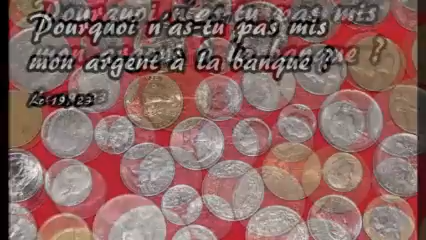 Pourquoi n'as-tu pas mis
mon argent à la banque ?
Lc 19, 23